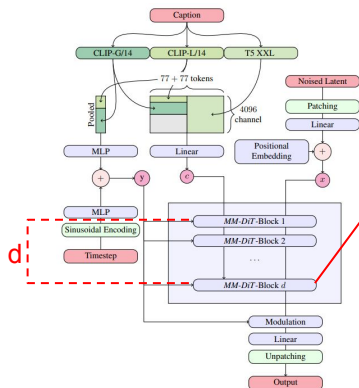 Caption
CLIP-G/14
CLIP-L/14
T5 XXL
77 + 77 tokens
Pooled
4096
channel
Noised Latent
Patching
Linear
Positional
Embedding
+
x
MLP
Linear
+
y
c
MLP
Sinusoidal Encoding
Timestep
d
MM-DiT-Block 1
MM-DiT-Block 2
. . .
MM-DiT-Block d
Modulation
Linear
Unpatching
Output